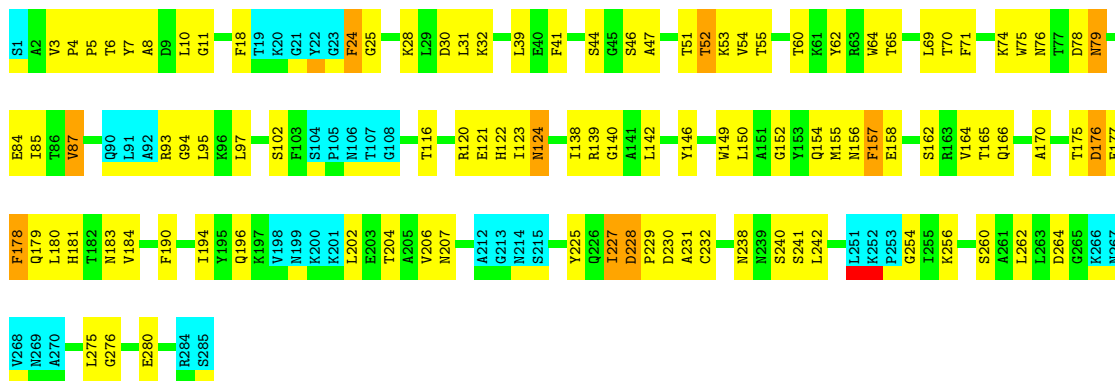 S1 A2 V3 P4 P5 T6 Y7 A8 D9 L10 G11 F18 T19 K20 G21 Y22 G23 F24 G25 K28 L29 D30 L31 K32 L39 E40 F41 S44 G45 S46 A47 T51 T52 K53 V54 T55 T60 K61 Y62 R63 W64 T65 L69 T70 F71 K74 W75 N76 T77 D78 N79
E84 I85 T86 V87 Q90 L91 A92 R93 G94 L95 K96 L97 S102 F103 S104 P105 N106 T107 G108 T116 R120 E121 H122 I123 N124 I138 R139 G140 A141 L142 Y146 W149 L150 A151 G152 Y153 Q154 M155 N156 F157 E158 S162 R163 V164 T165 Q166 A170 T175 D176
F178 Q179 L180 H181 T182 N183 V184 F190 I194 Y195 Q196 K197 V198 N199 K200 K201 L202 E203 T204 A205 V206 N207 A212 G213 N214 S215 Y225 Q226 I227 D228 P229 D230 A231 C232 N238 N239 S240 S241 L242 L251 K252 P253 G254 I255 K256 S260 A261 L262 L263 D264 G265 K266
V268 N269 A270 L275 G276 E280 R284 S285